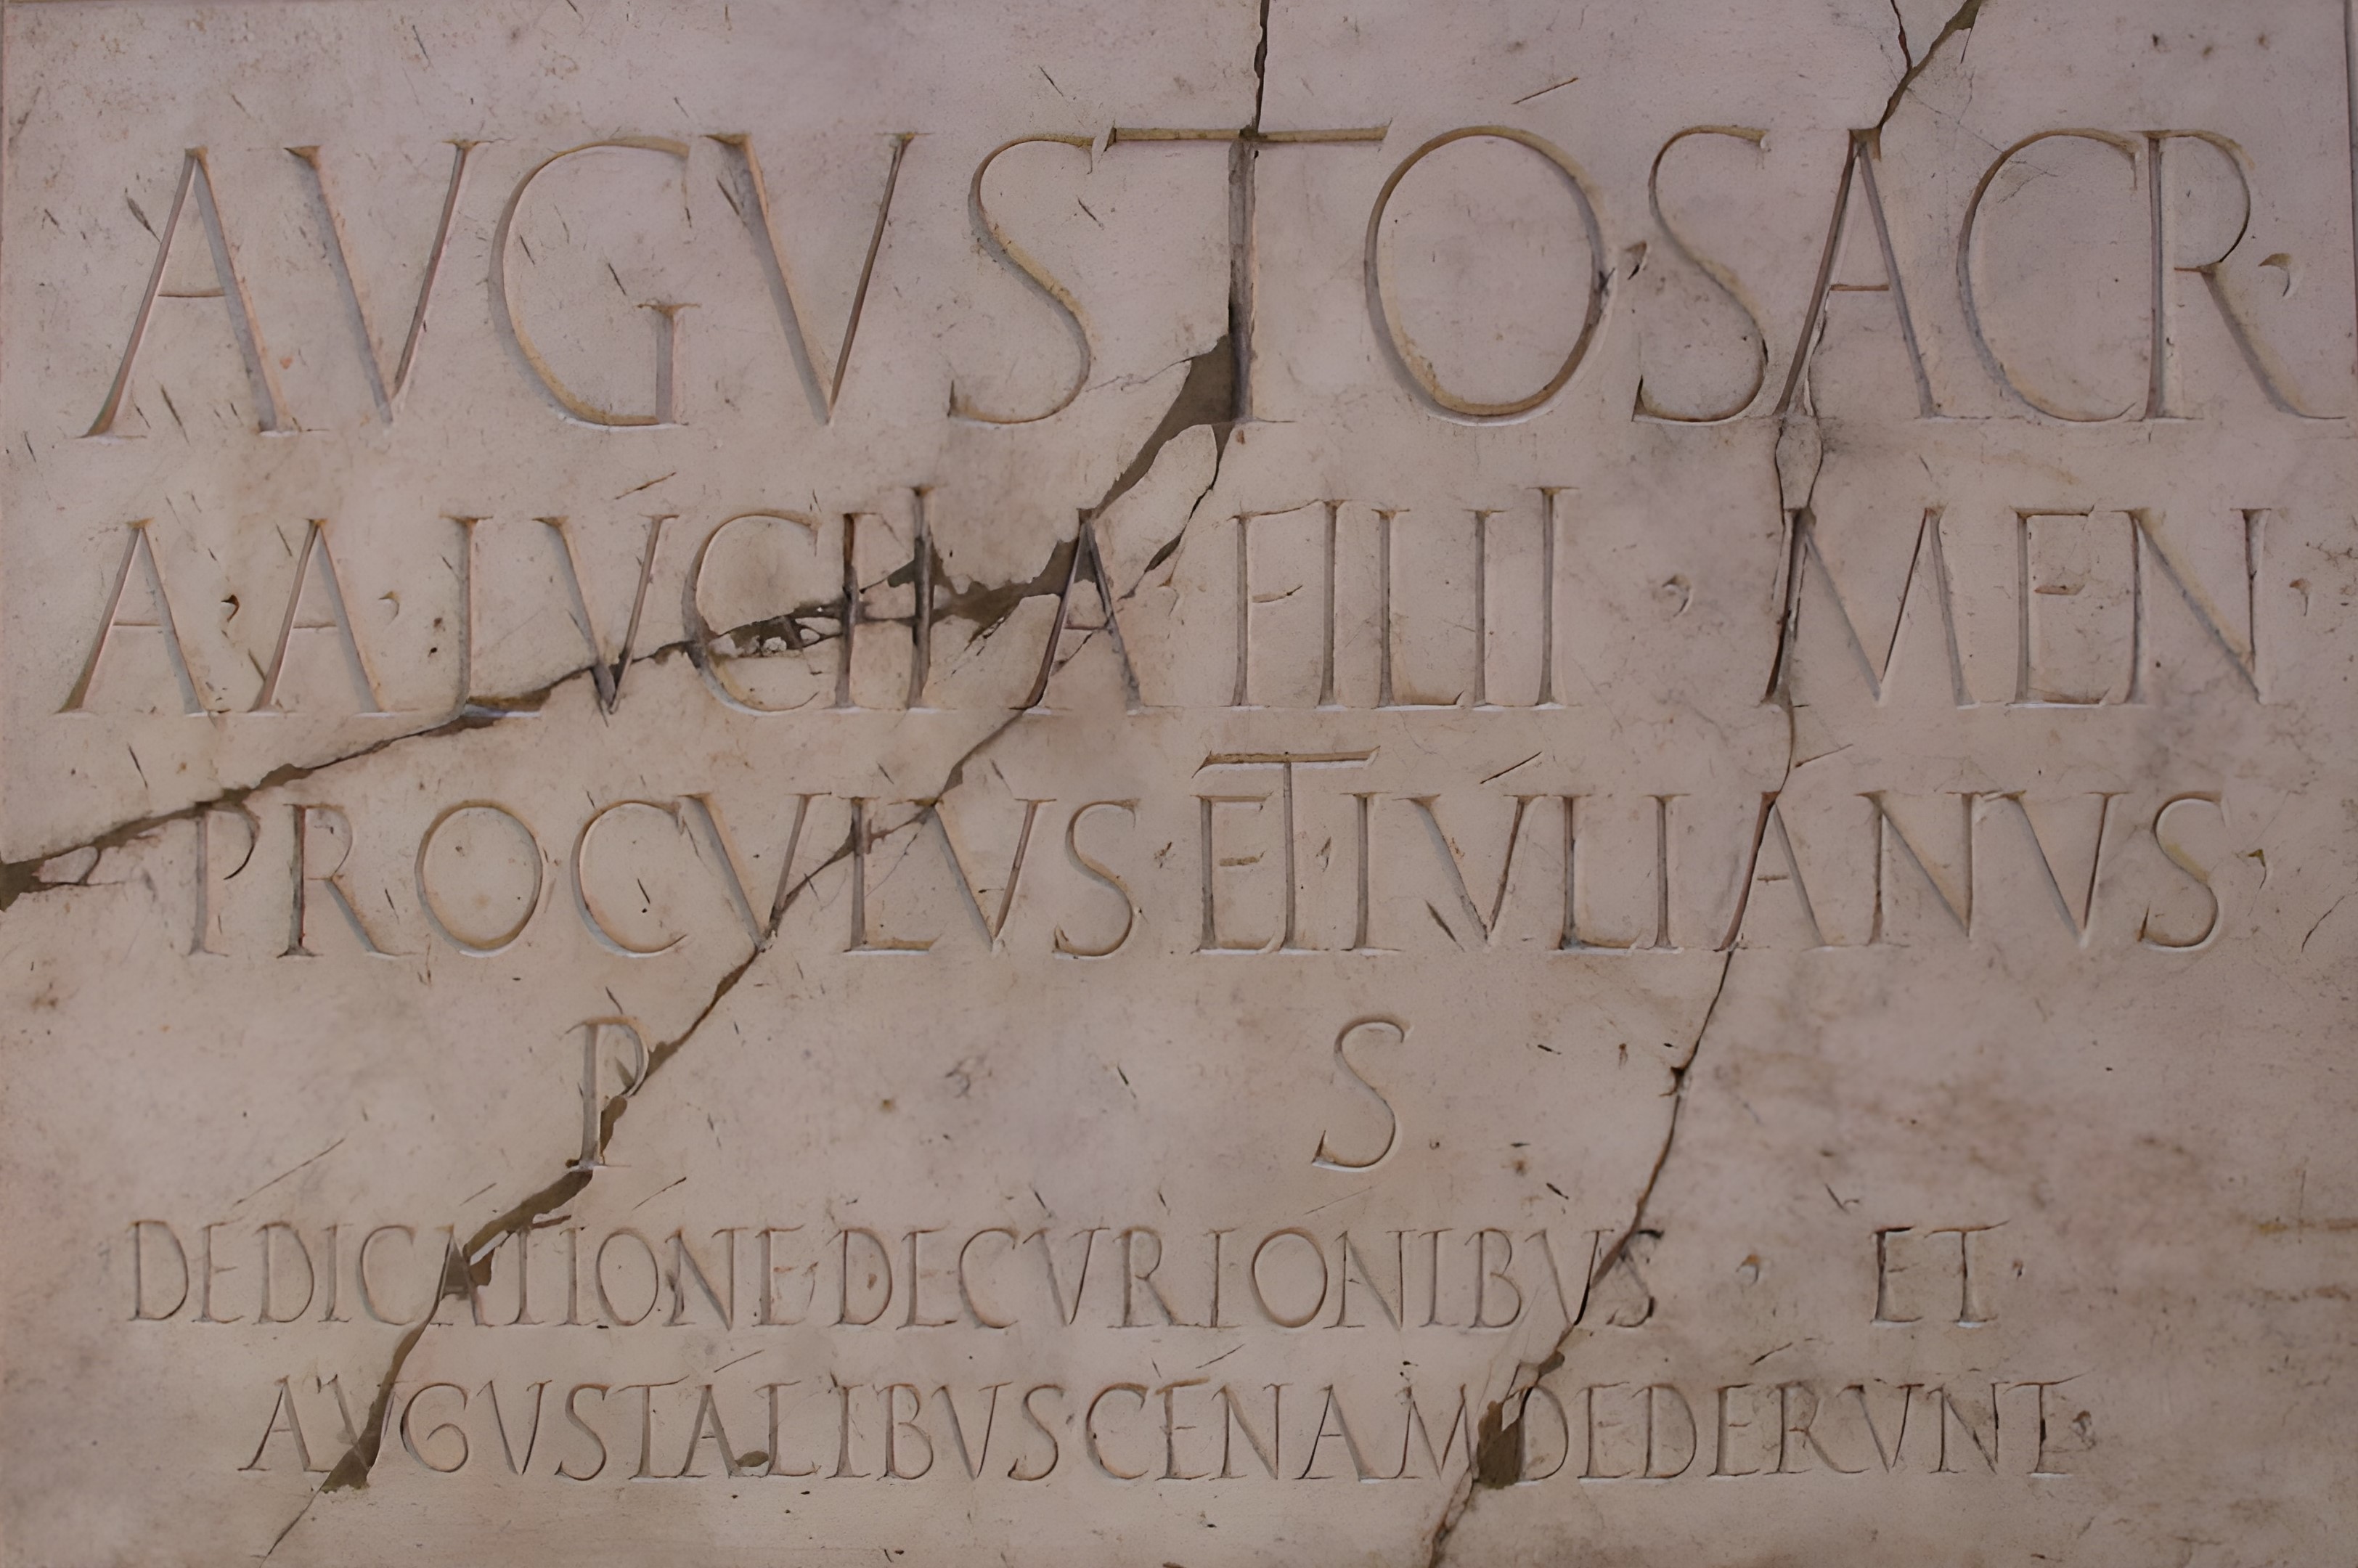 AVGVSTO · SACR ·
A · A · LVCII · A · FILII · MEN ·
PROCVLVS · ET · IVLIANVS ·
P S
DEDICATIONE DECVRIONIBVS · ET ·
AVGVSTALIBVS CENAM DEDERVNT